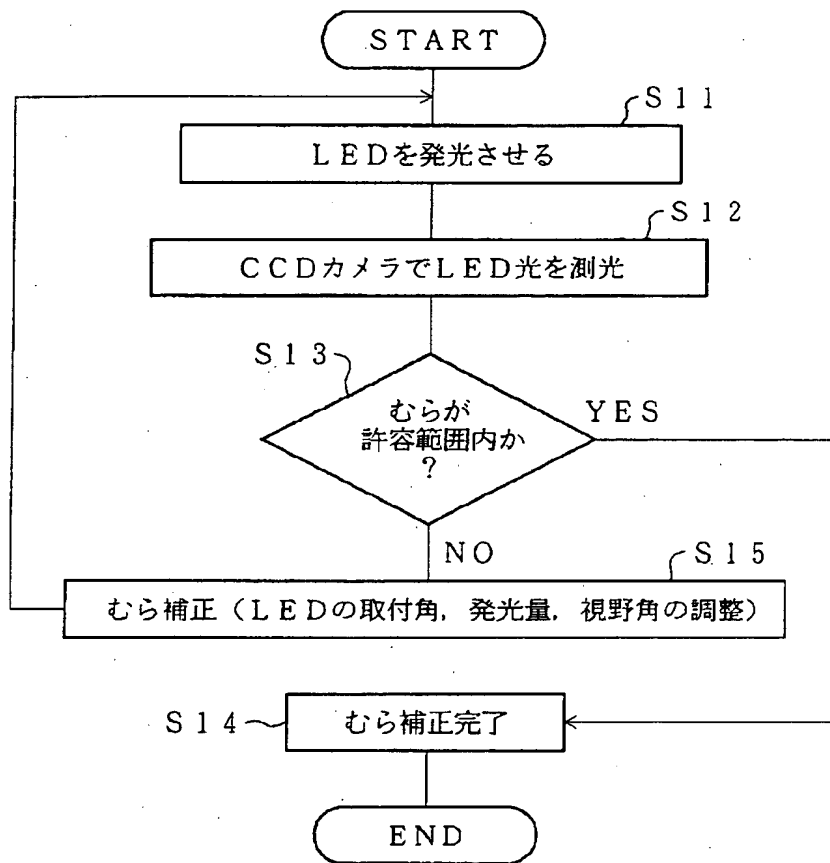 ＳＴＡＲＴ
Ｓ１１
ＬＥＤを発光させる
Ｓ１２
ＣＣＤカメラでＬＥＤ光を測光
Ｓ１３
むらが
許容範囲内か
？
ＹＥＳ
ＮＯ
Ｓ１５
むら補正（ＬＥＤの取付角，発光量，視野角の調整）
Ｓ１４
むら補正完了
ＥＮＤ